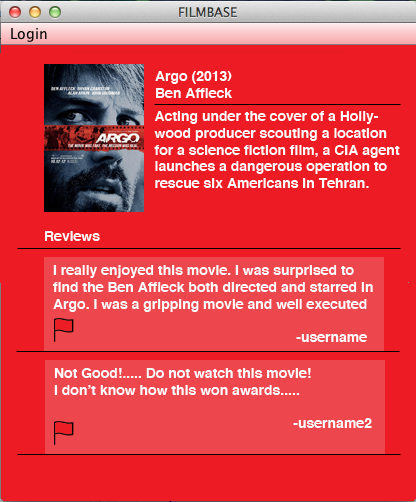 FILMBASE
Login
Argo (2013)
Ben Affleck
Acting under the cover of a Holly-
wood producer scouting a location
for a science fiction film, a CIA agent
launches a dangerous operation to
rescue six Americans in Tehran.
ARGO
Reviews
I really enjoyed this movie. I was surprised to
find the Ben Affleck both directed and starred in
Argo. I was a gripping movie and well executed
-username
Not Good!..... Do not watch this movie!
I don't know how this won awards.....
-username2